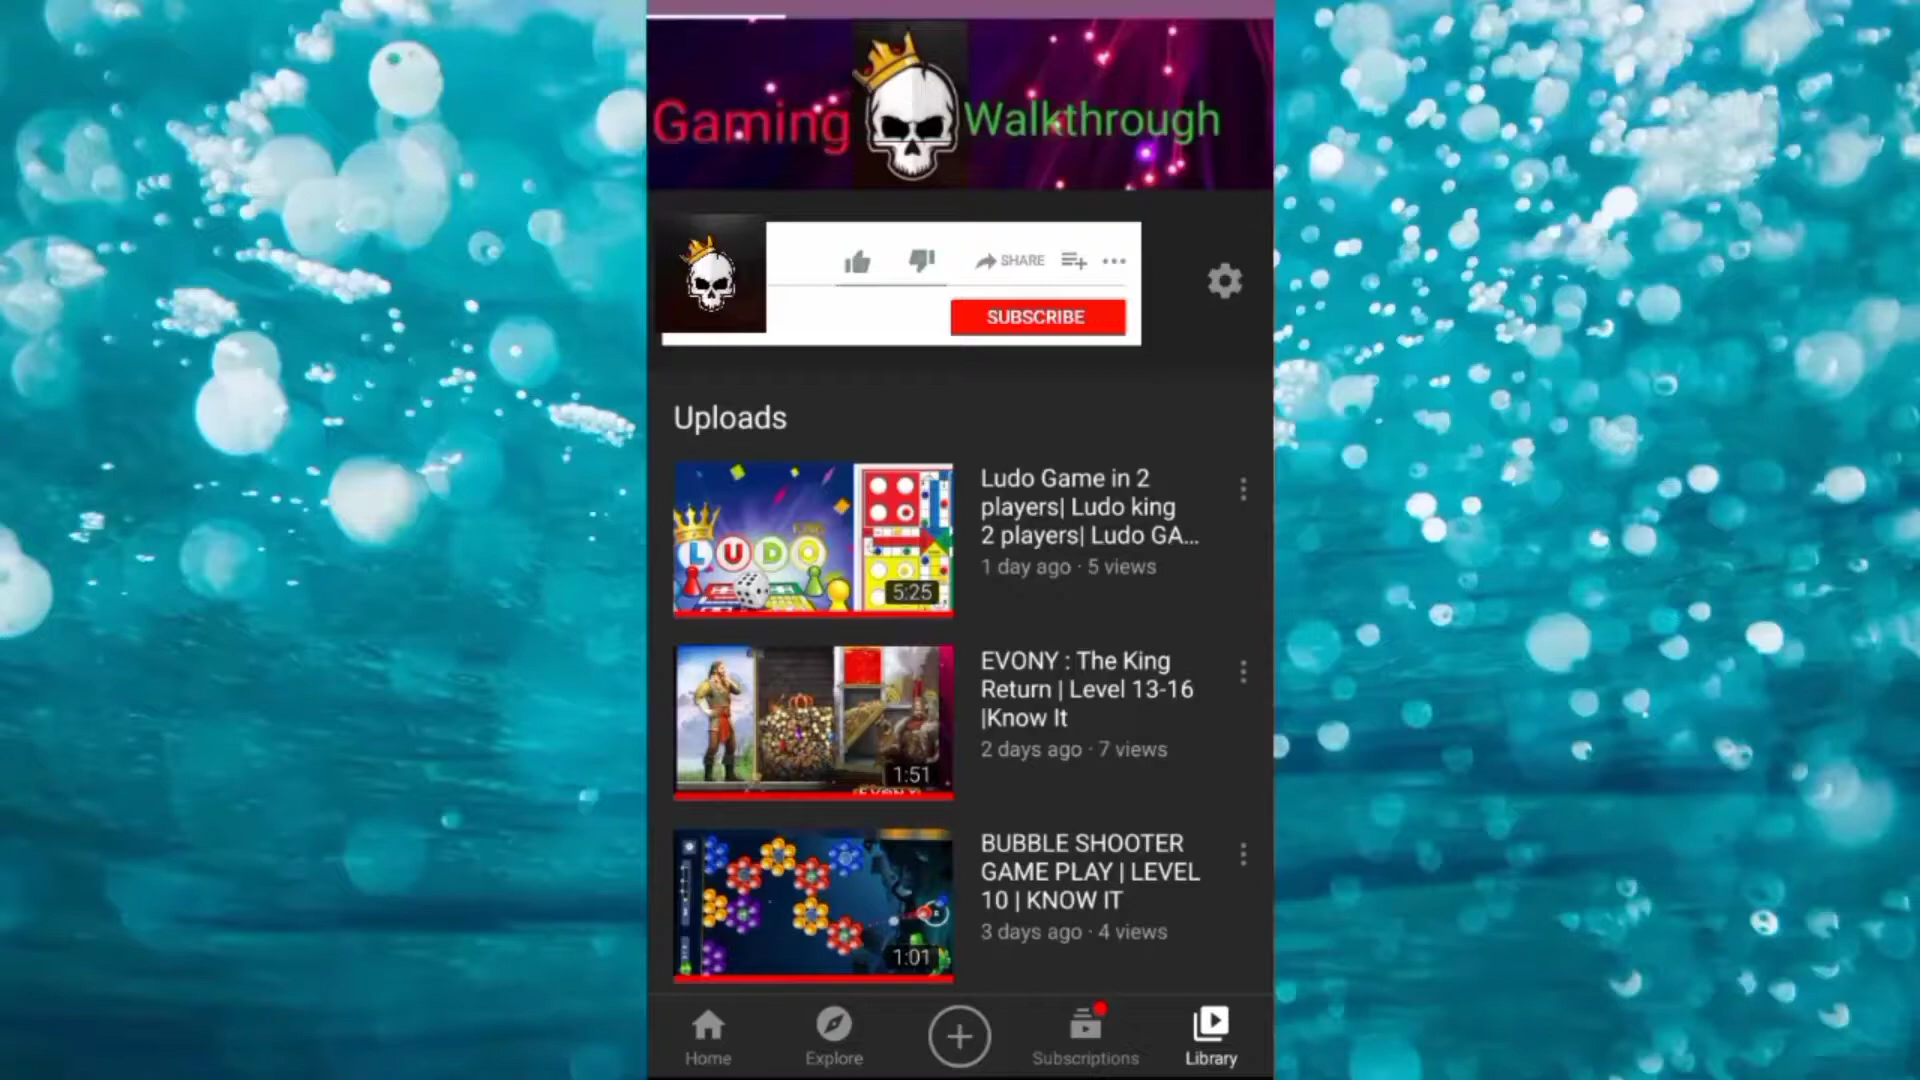 Gaming Walkthrough
SHARE
SUBSCRIBE
Uploads
LUDO
5:25
Ludo Game in 2
players| Ludo king
2 players| Ludo GA...
1 day ago · 5 views
1:51
EVONY : The King
Return | Level 13-16
|Know It
2 days ago · 7 views
1:01
BUBBLE SHOOTER
GAME PLAY | LEVEL
10 | KNOW IT
3 days ago · 4 views
Home
Explore
Subscriptions
Library